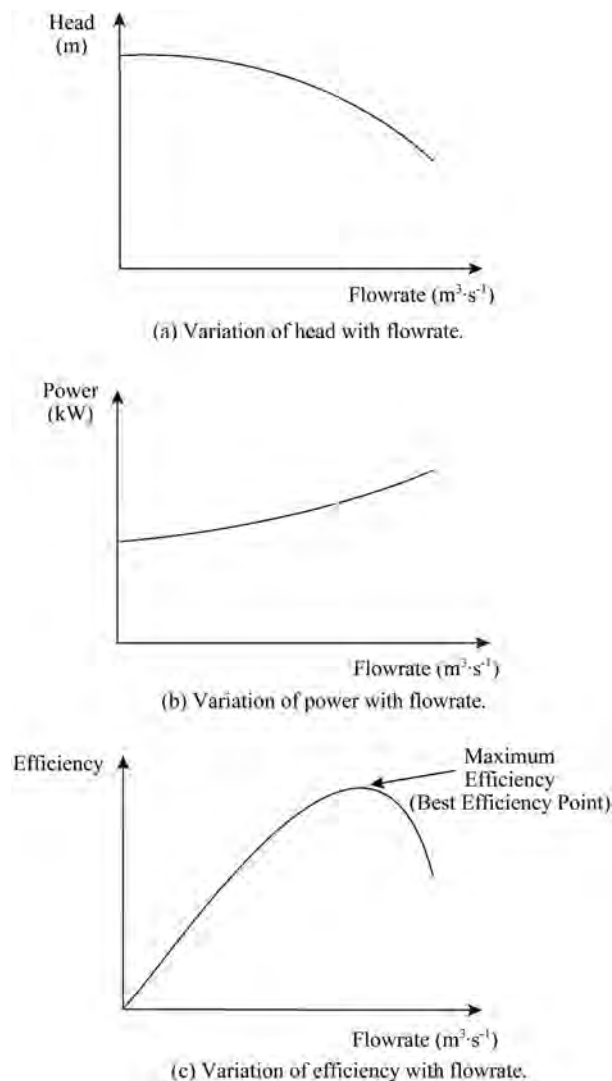 Head
(m)
Flowrate (m³·s⁻¹)
(a) Variation of head with flowrate.
Power
(kW)
Flowrate (m³·s⁻¹)
(b) Variation of power with flowrate.
Efficiency
Maximum
Efficiency
(Best Efficiency Point)
Flowrate (m³·s⁻¹)
(c) Variation of efficiency with flowrate.